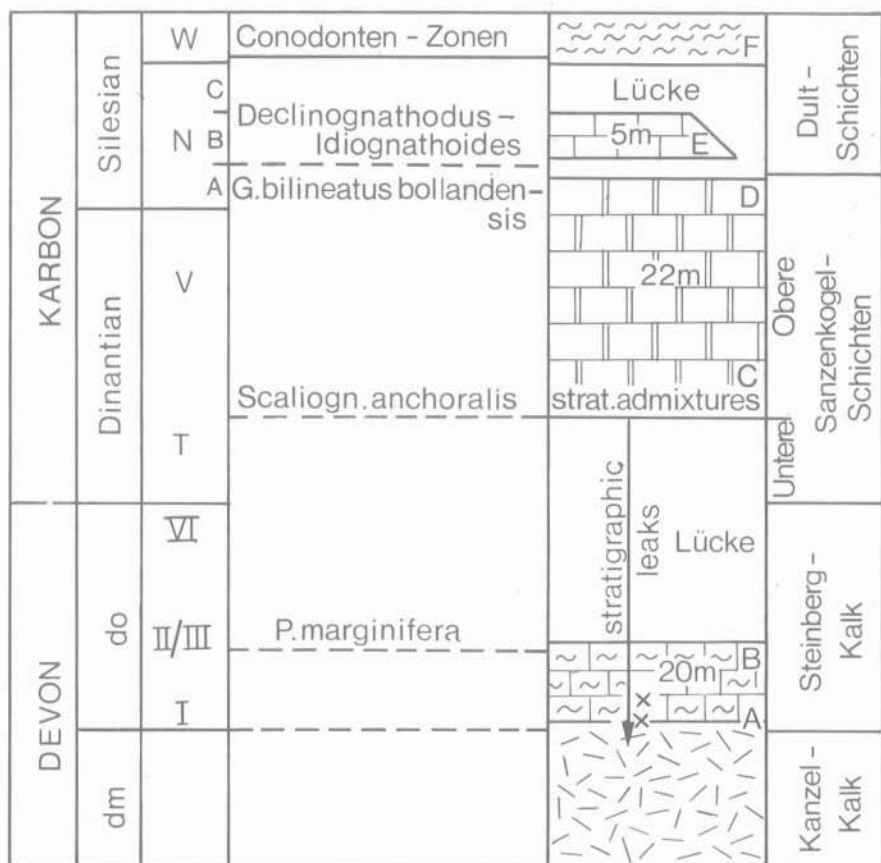 KARBON
DEVON
Silesian
Dinantian
do
dm
W
C
N B
A
V
T
VI
II/III
I
Conodonten - Zonen
Declinognathodus -
Idiognathoides
G.bilineatus bollanden-
sis
Scaliogn. anchoralis
P.marginifera
F
Lücke
5m
E
D
22m
C
strat.admixtures
stratigraphic
leaks
Lücke
B
20m
A
Dult-
Schichten
Obere
Untere
Sanzenkogel-
Schichten
Steinberg-
Kalk
Kanzel-
Kalk